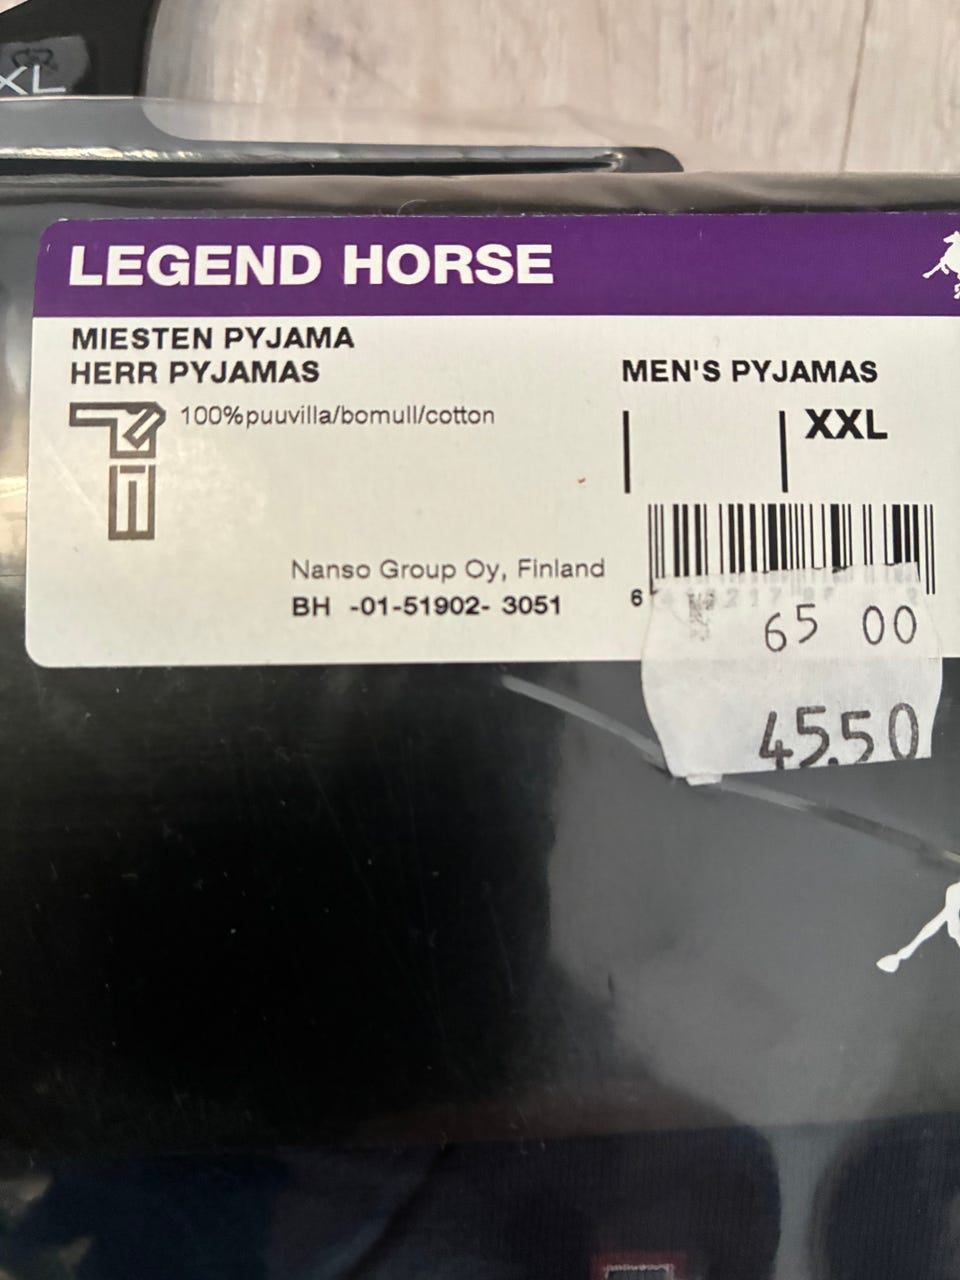 XL
LEGEND HORSE
MIESTEN PYJAMA
HERR PYJAMAS
MEN'S PYJAMAS
100%puuvilla/bomull/cotton
XXL
Nanso Group Oy, Finland
BH -01-51902- 3051
6
65 00
45.50